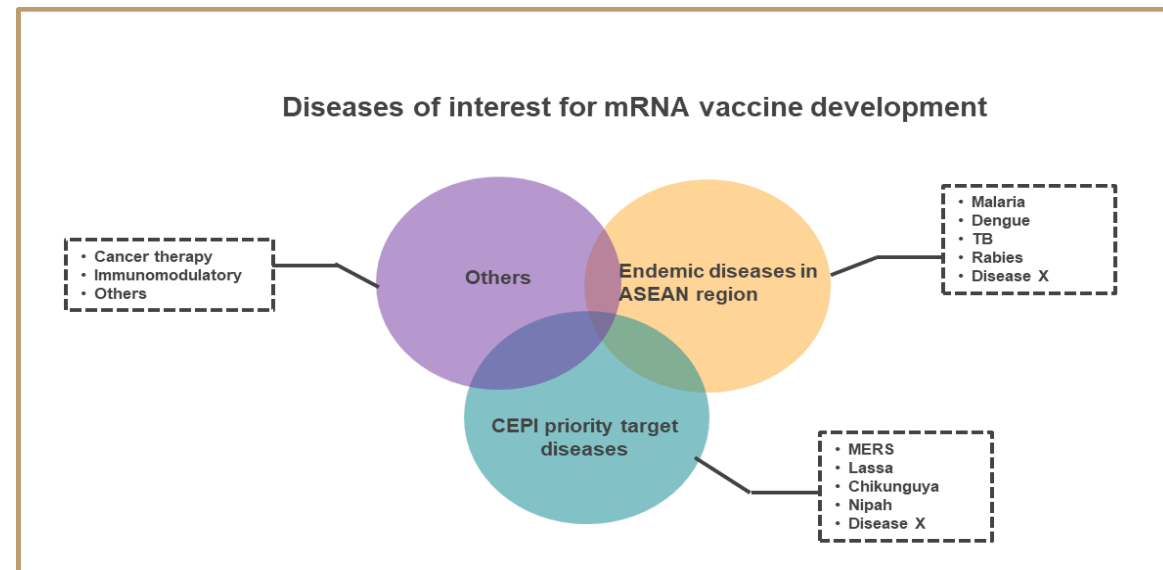 Diseases of interest for mRNA vaccine development
• Cancer therapy
• Immunomodulatory
• Others
Others
Endemic diseases in
ASEAN region
• Malaria
• Dengue
• TB
• Rabies
• Disease X
CEPI priority target
diseases
• MERS
• Lassa
• Chikunguya
• Nipah
• Disease X